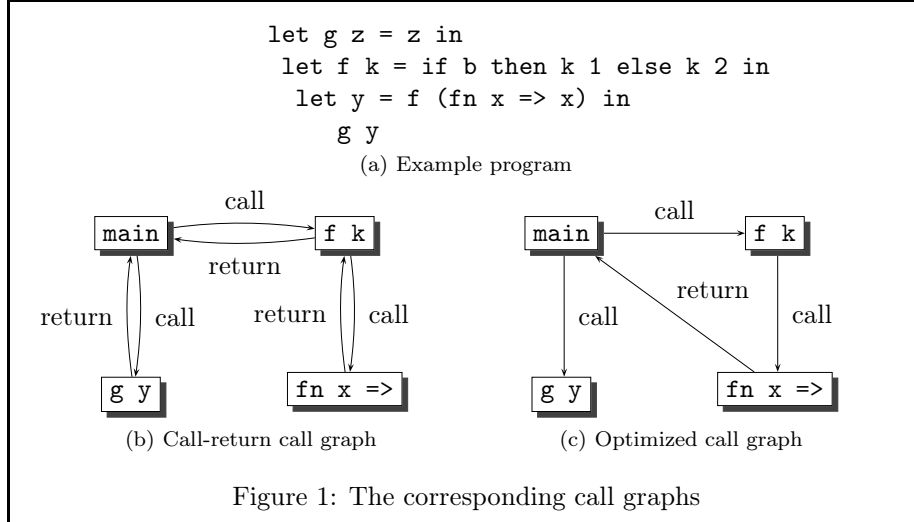 let g z = z in
let f k = if b then k 1 else k 2 in
let y = f (fn x => x) in
g y
(a) Example program
call
main
f k
return
return
call
return
call
g y
fn x =>
(b) Call-return call graph
call
main
f k
return
call
call
g y
fn x =>
(c) Optimized call graph
Figure 1: The corresponding call graphs